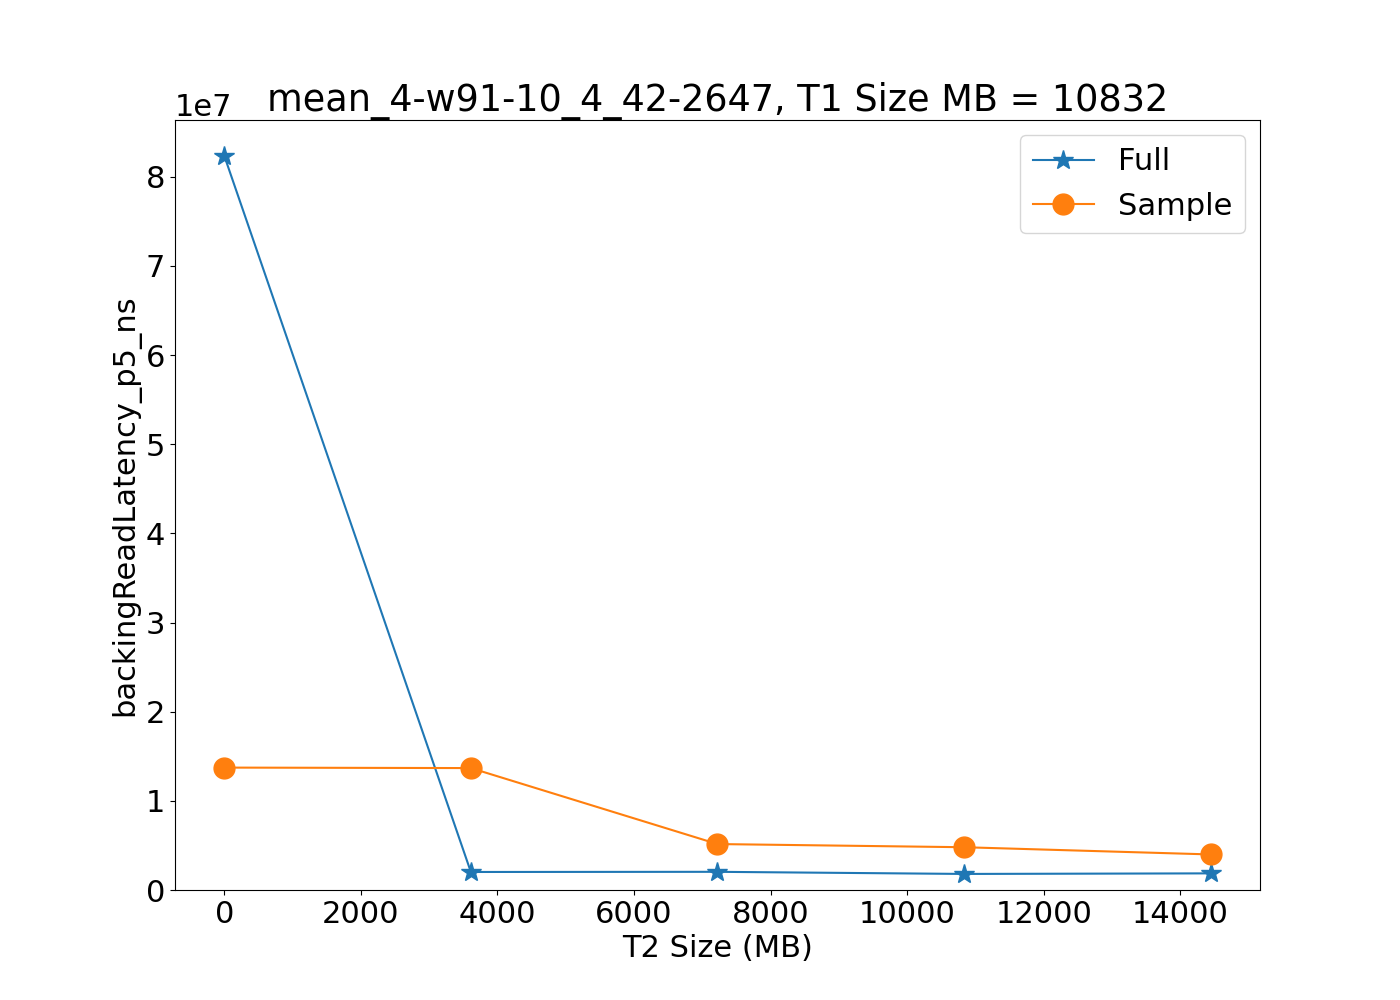 mean_4-w91-10_4_42-2647, T1 Size MB = 10832
1e7
Full
Sample
8
7
6
5
4
3
2
1
0
backingReadLatency_p5_ns
0 2000 4000 6000 8000 10000 12000 14000
T2 Size (MB)